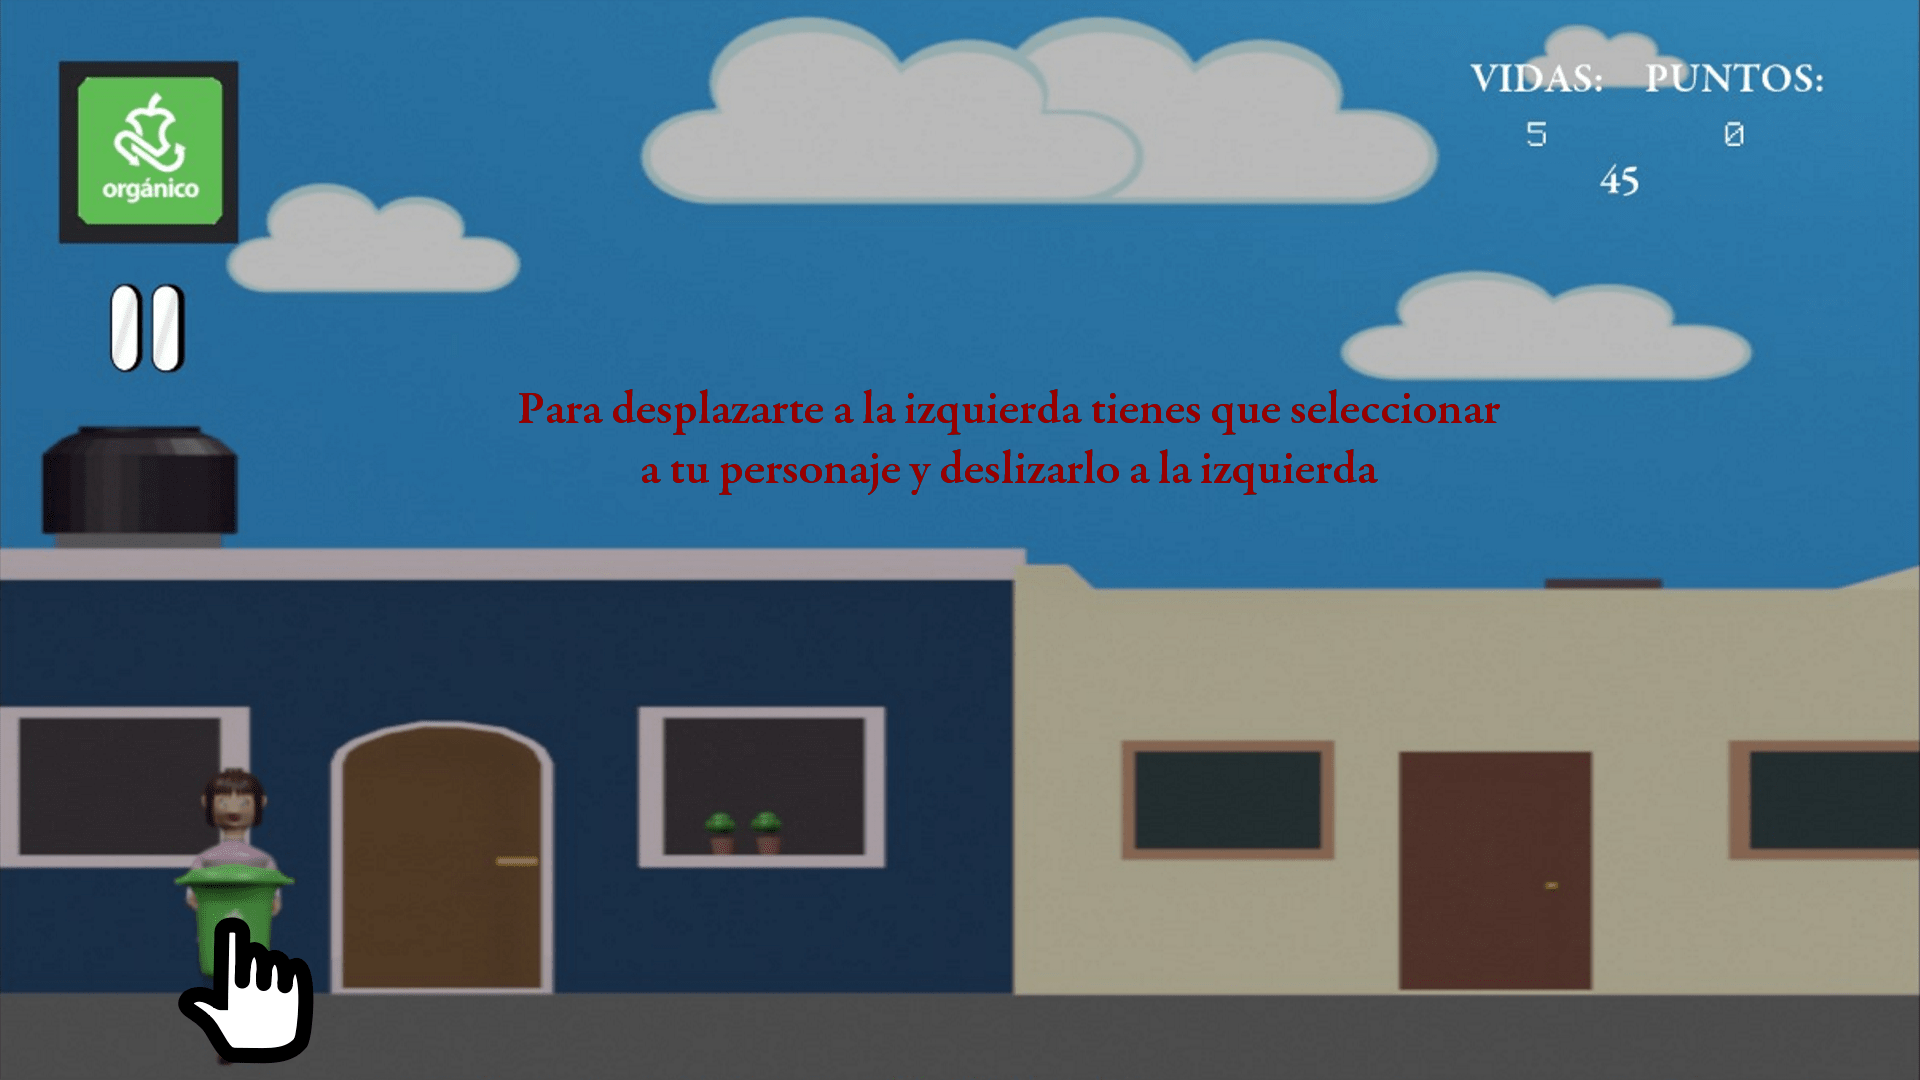 orgánico
VIDAS: PUNTOS:
5 0
45
Para desplazarte a la izquierda tienes que seleccionar
a tu personaje y deslizarlo a la izquierda